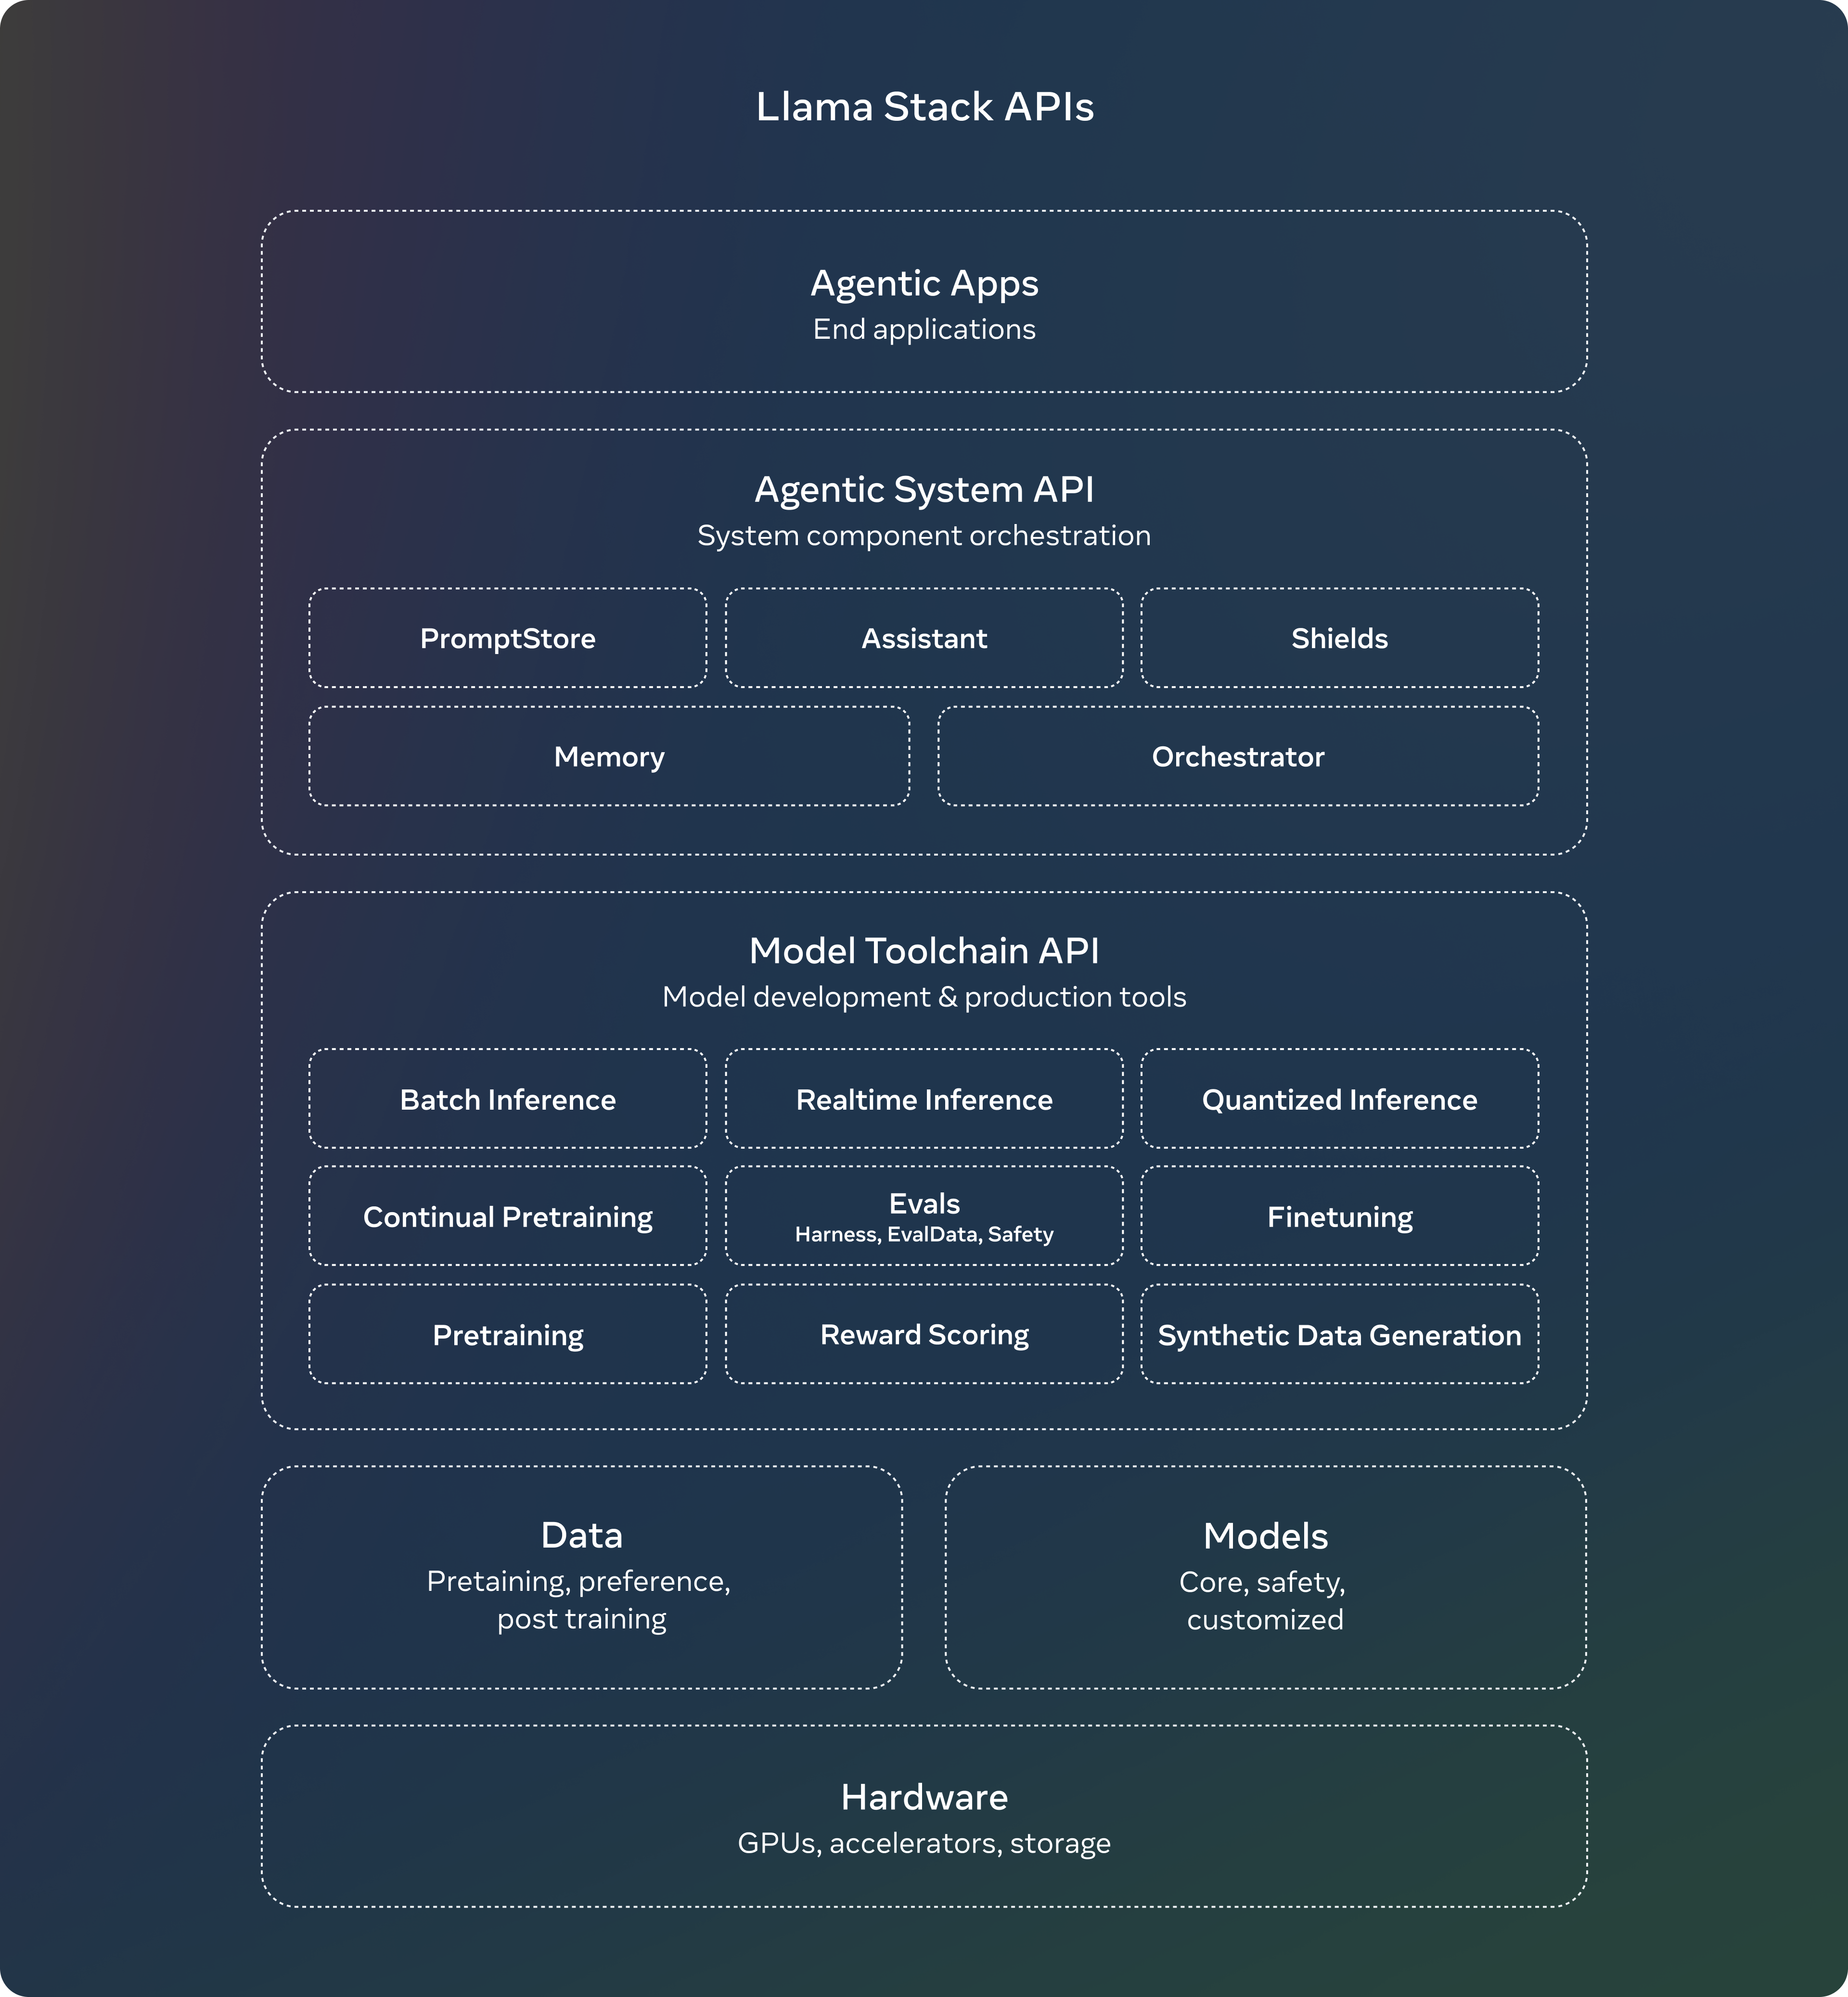 Llama Stack APIs
Agentic Apps
End applications
Agentic System API
System component orchestration
PromptStore
Assistant
Shields
Memory
Orchestrator
Model Toolchain API
Model development & production tools
Batch Inference
Realtime Inference
Quantized Inference
Continual Pretraining
Evals
Harness, EvalData, Safety
Finetuning
Pretraining
Reward Scoring
Synthetic Data Generation
Data
Pretaining, preference,
post training
Models
Core, safety,
customized
Hardware
GPUs, accelerators, storage